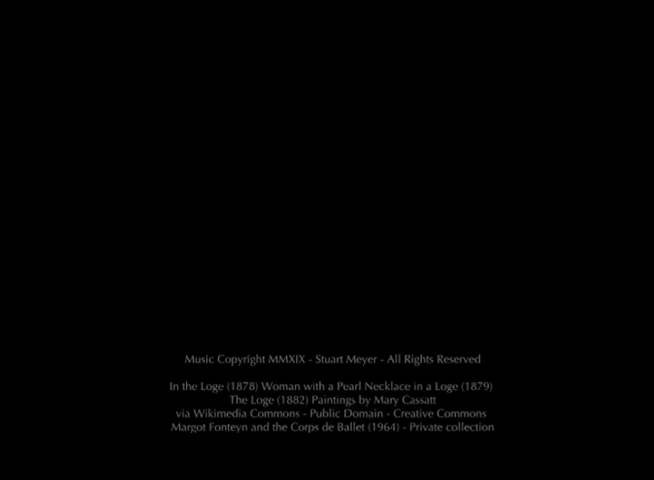 Music Copyright MMXIX - Stuart Meyer - All Rights Reserved
In the Loge (1878) Woman with a Pearl Necklace in a Loge (1879)
The Loge (1882) Paintings by Mary Cassatt
via Wikimedia Commons - Public Domain - Creative Commons
Margot Fonteyn and the Corps de Ballet (1964) - Private collection